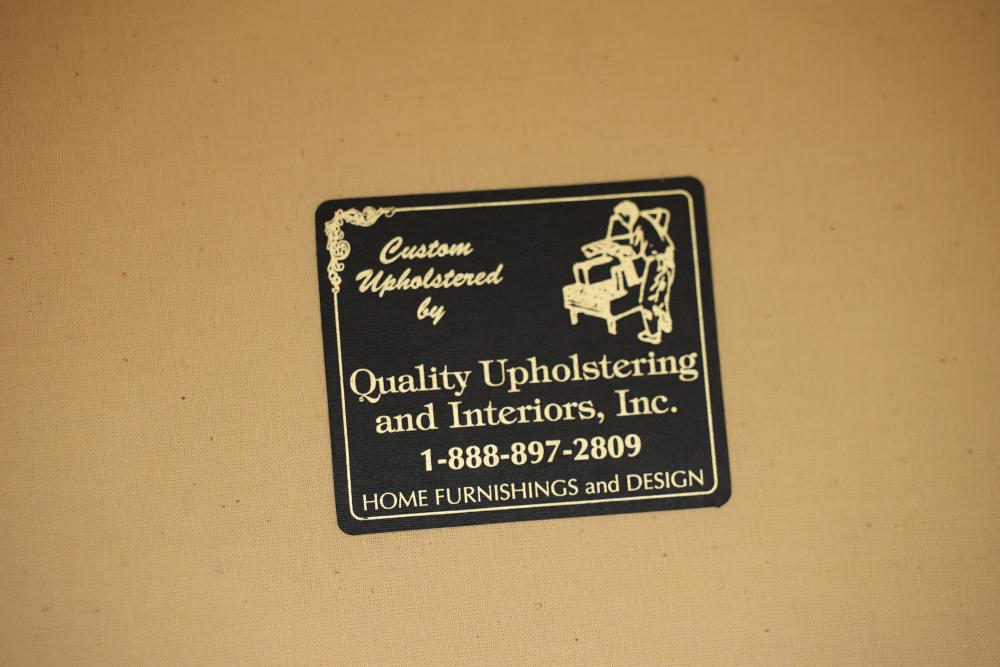 Custom
Upholstered
by
Quality Upholstering
and Interiors, Inc.
1-888-897-2809
HOME FURNISHINGS and DESIGN